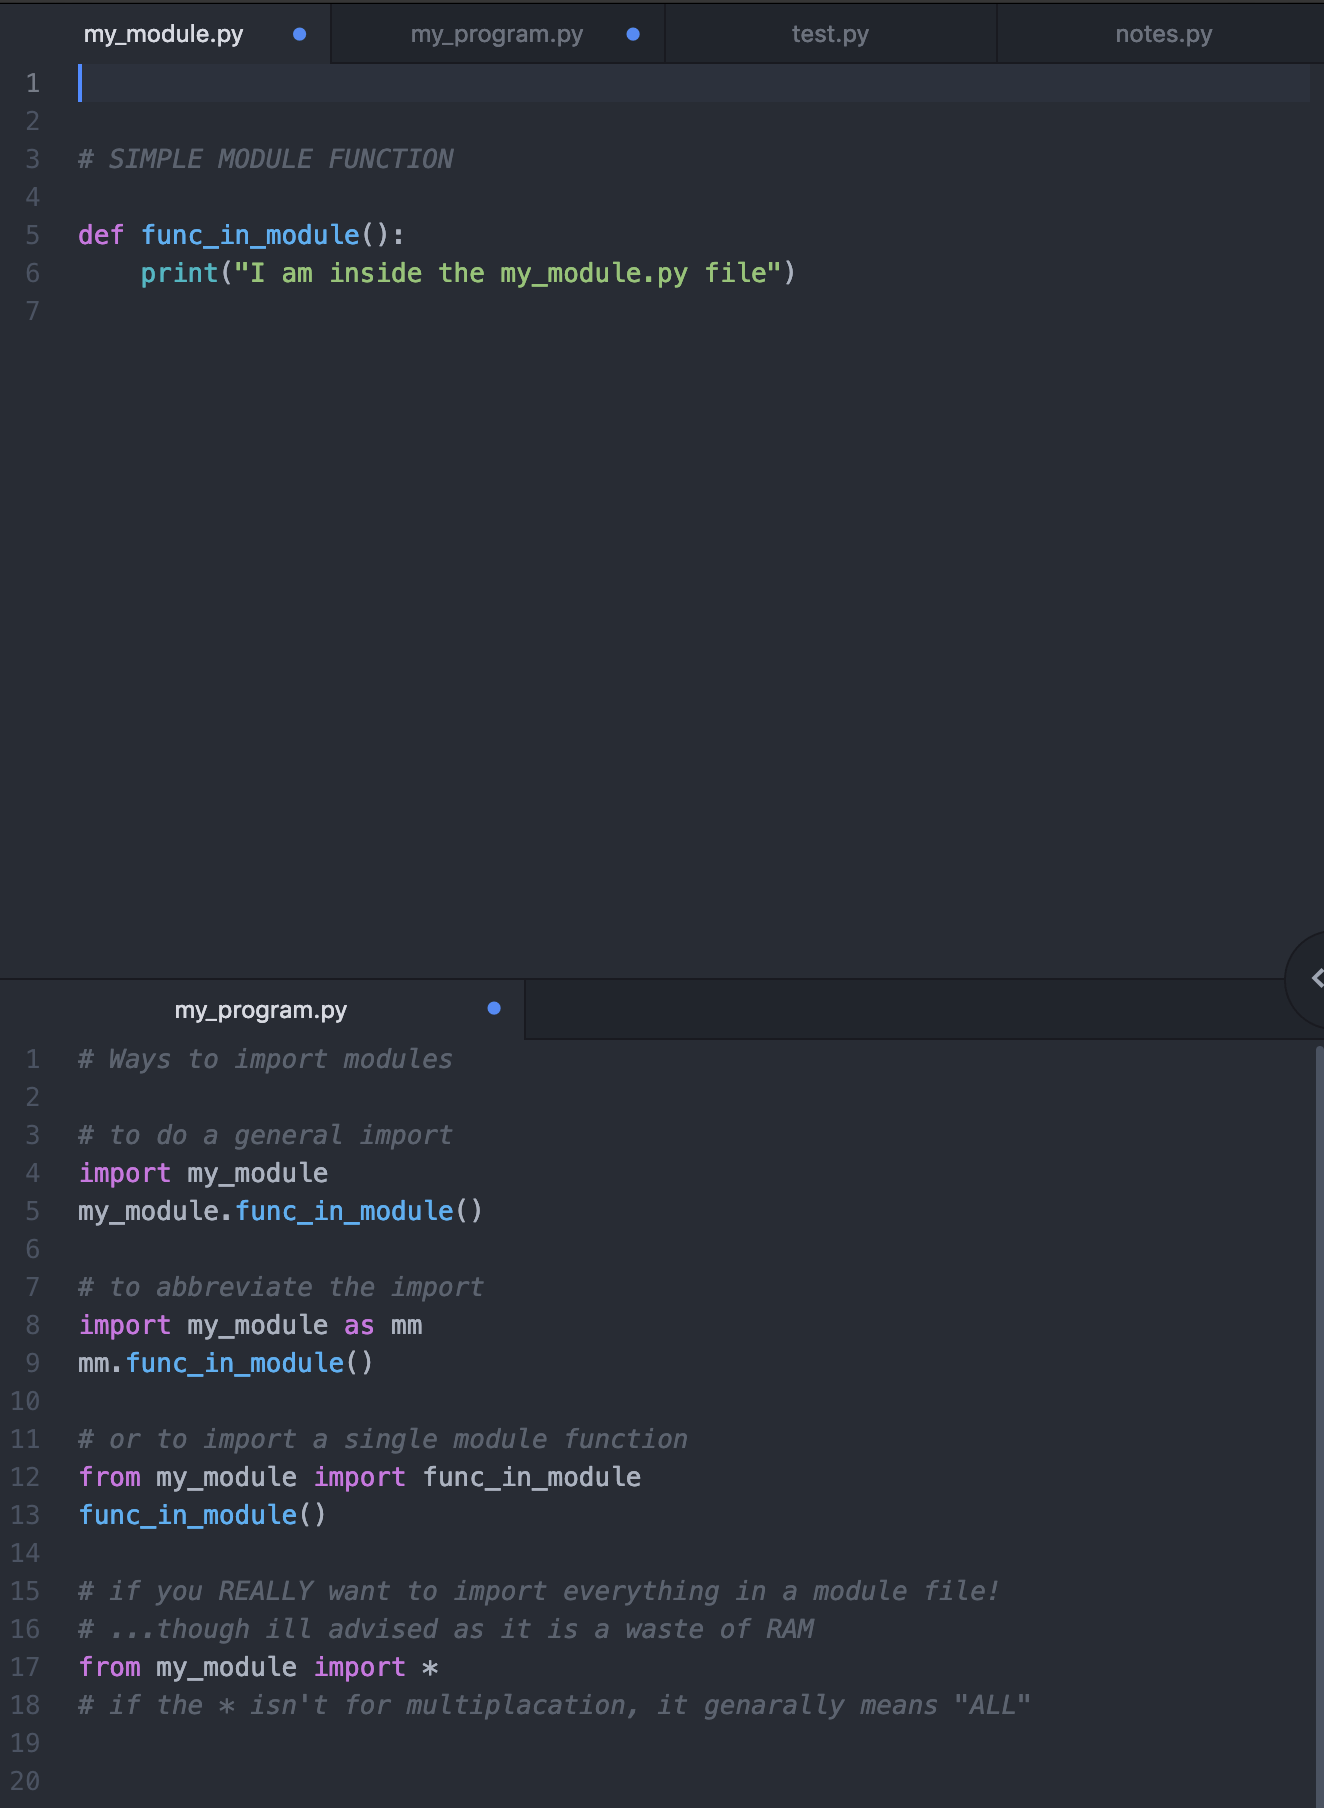 my_module.py my_program.py test.py notes.py
1
2
3 # SIMPLE MODULE FUNCTION
4
5 def func_in_module():
6     print("I am inside the my_module.py file")
7
my_program.py
1 # Ways to import modules
2
3 # to do a general import
4 import my_module
5 my_module.func_in_module()
6
7 # to abbreviate the import
8 import my_module as mm
9 mm.func_in_module()
10
11 # or to import a single module function
12 from my_module import func_in_module
13 func_in_module()
14
15 # if you REALLY want to import everything in a module file!
16 # ...though ill advised as it is a waste of RAM
17 from my_module import *
18 # if the * isn't for multiplacation, it genarally means "ALL"
19
20